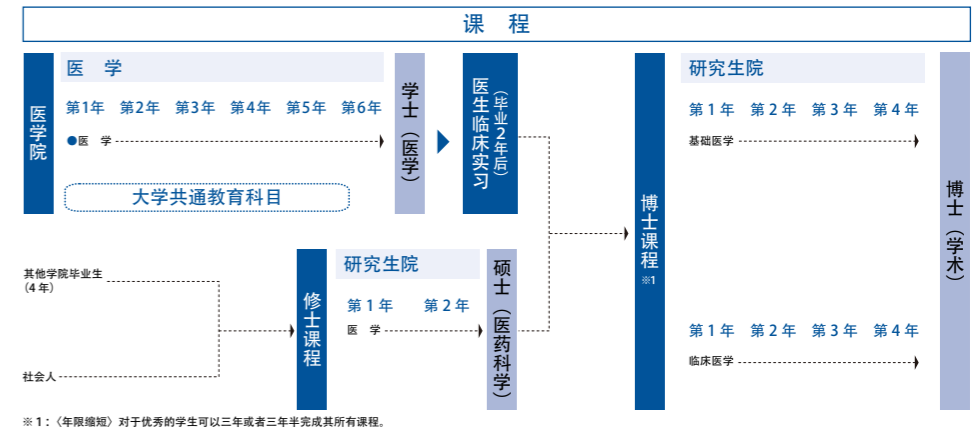 课 程
医学院
医 学
第1年 第2年 第3年 第4年 第5年 第6年
●医 学
大学共通教育科目
学士（医学）
医生临床实习
（毕业2年后）
其他学院毕业生
(4年)
社会人
修士课程
研究生院
第1年 第2年
医 学
硕士（医药科学）
博士课程
※1
研究生院
第1年 第2年 第3年 第4年
基础医学
第1年 第2年 第3年 第4年
临床医学
博士（学术）
※1：〈年限缩短〉对于优秀的学生可以三年或者三年半完成其所有课程。